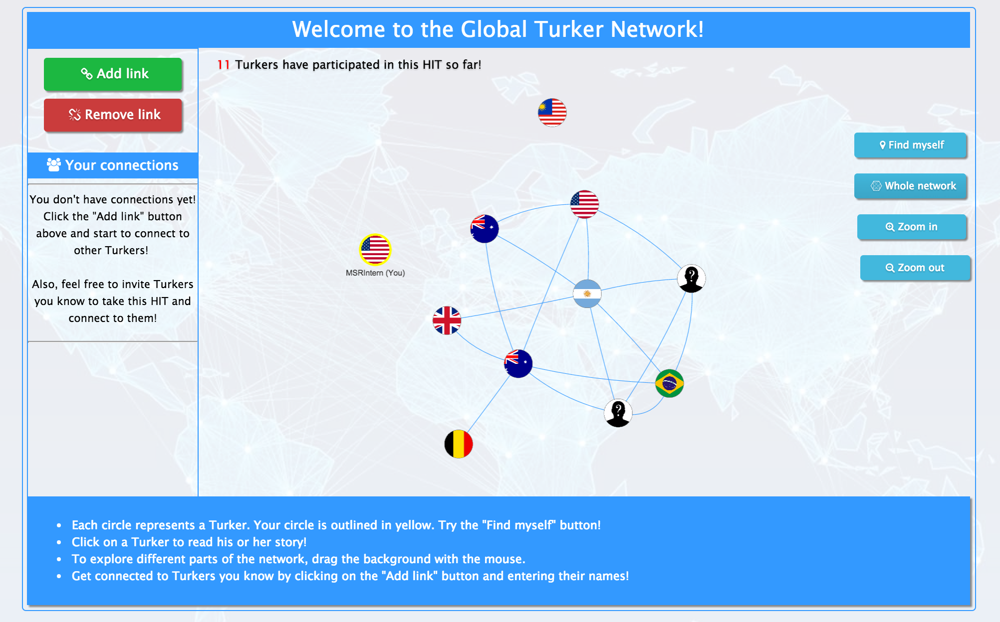 Welcome to the Global Turker Network!
Add link
Remove link
Your connections
You don't have connections yet!
Click the "Add link" button
above and start to connect to
other Turkers!
Also, feel free to invite Turkers
you know to take this HIT and
connect to them!
11 Turkers have participated in this HIT so far!
MSRIntern (You)
?
?
Find myself
Whole network
Zoom in
Zoom out
• Each circle represents a Turker. Your circle is outlined in yellow. Try the "Find myself" button!
• Click on a Turker to read his or her story!
• To explore different parts of the network, drag the background with the mouse.
• Get connected to Turkers you know by clicking on the "Add link" button and entering their names!